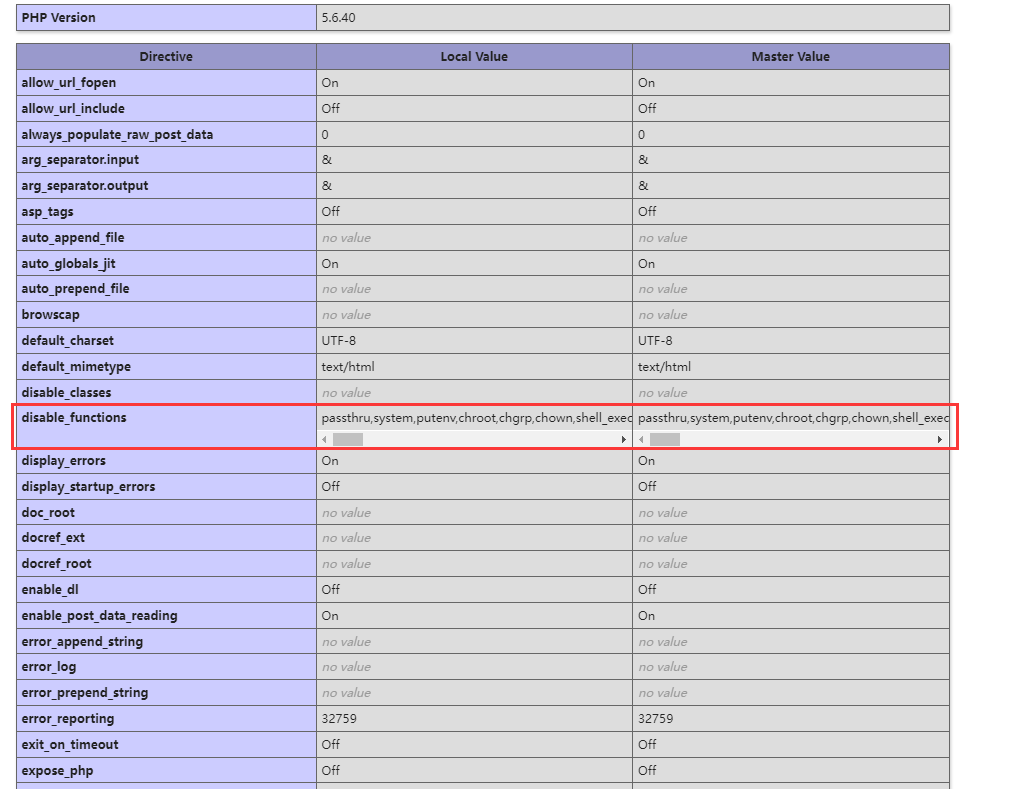 PHP Version 5.6.40
Directive Local Value Master Value
allow_url_fopen On On
allow_url_include Off Off
always_populate_raw_post_data 0 0
arg_separator.input & &
arg_separator.output & &
asp_tags Off Off
auto_append_file no value no value
auto_globals_jit On On
auto_prepend_file no value no value
browscap no value no value
default_charset UTF-8 UTF-8
default_mimetype text/html text/html
disable_classes no value no value
disable_functions passthru,system,putenv,chroot,chgrp,chown,shell_exec passthru,system,putenv,chroot,chgrp,chown,shell_exec
display_errors On On
display_startup_errors Off Off
doc_root no value no value
docref_ext no value no value
docref_root no value no value
enable_dl Off Off
enable_post_data_reading On On
error_append_string no value no value
error_log no value no value
error_prepend_string no value no value
error_reporting 32759 32759
exit_on_timeout Off Off
expose_php Off Off